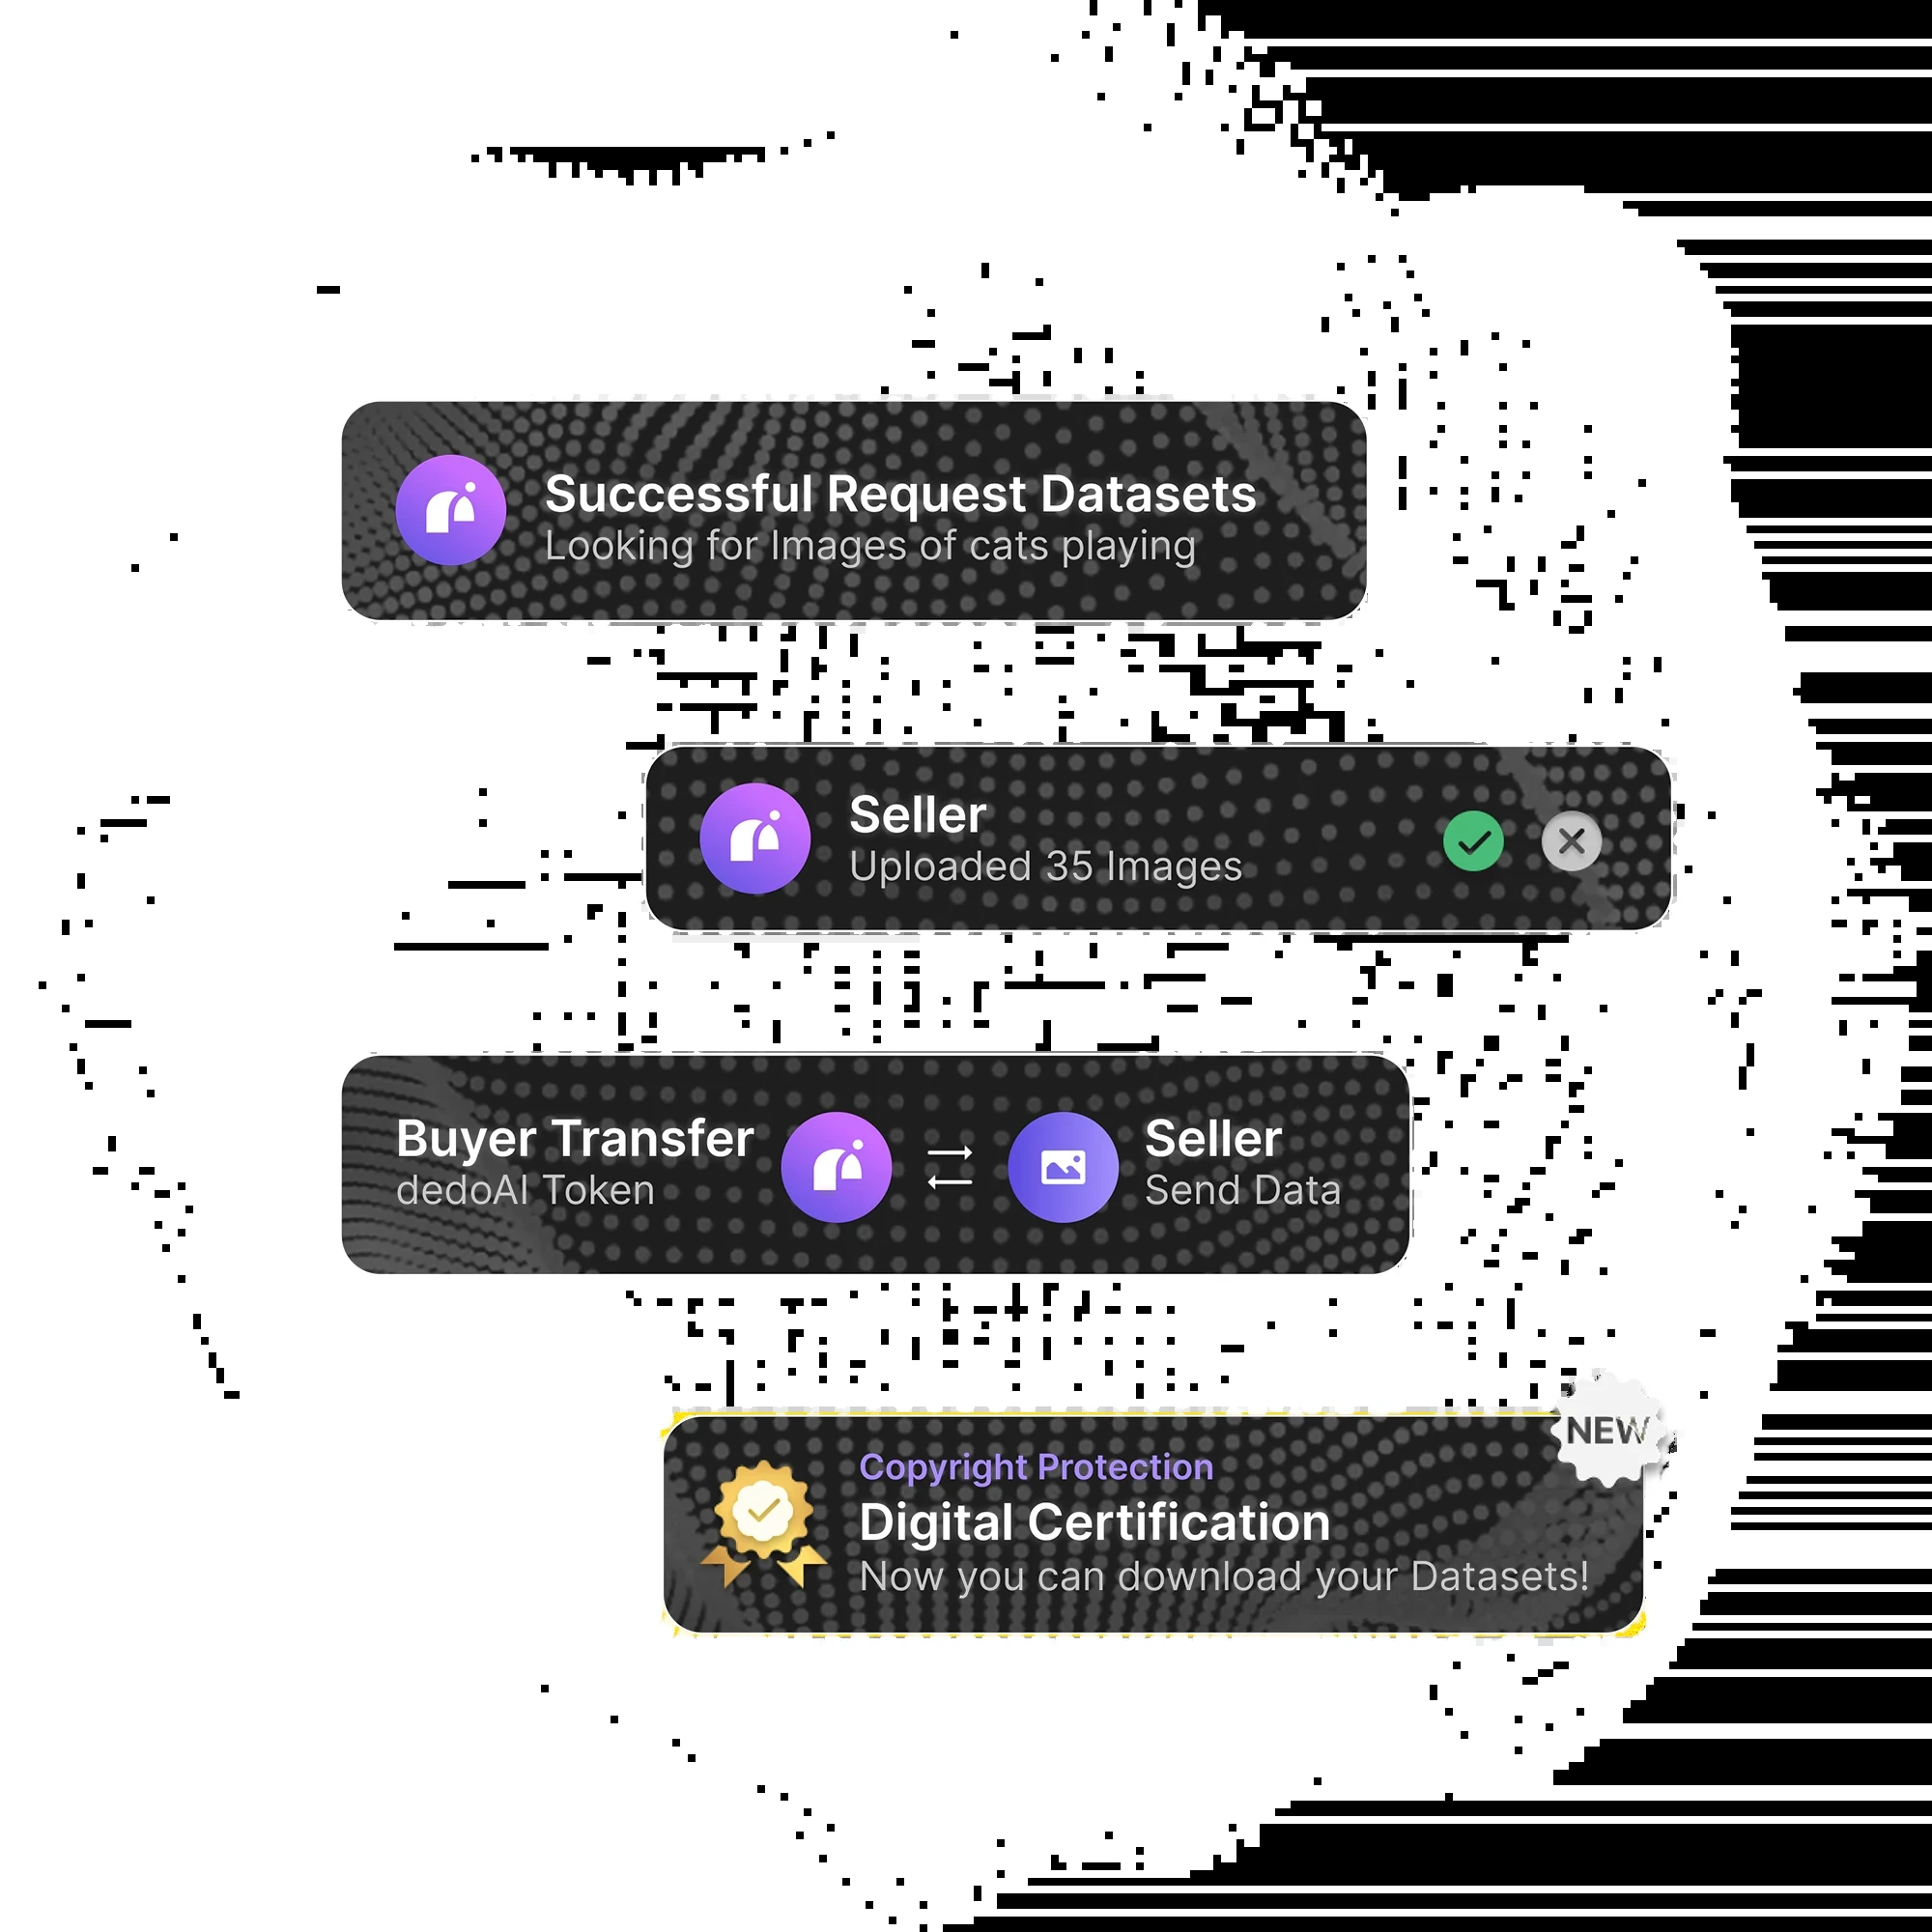 Successful Request Datasets
Looking for Images of cats playing
Seller
Uploaded 35 Images
Buyer Transfer
dedoAI Token
Seller
Send Data
NEW
Copyright Protection
Digital Certification
Now you can download your Datasets!